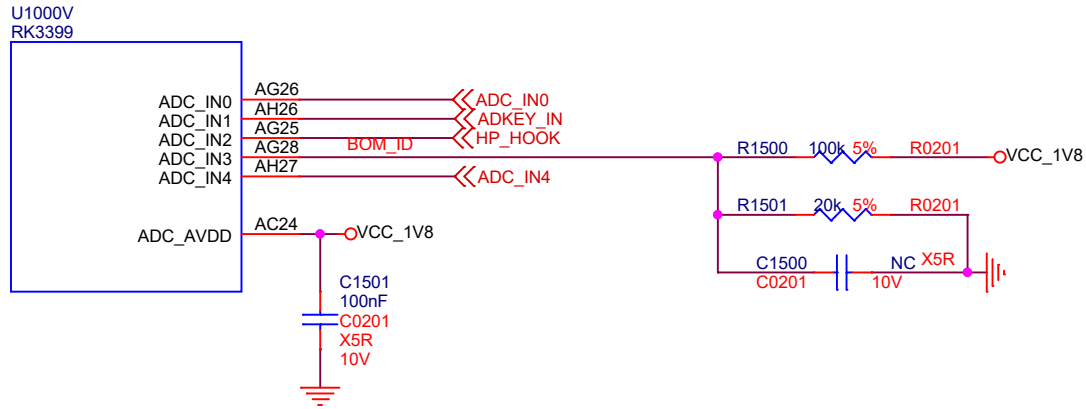 U1000V
RK3399
ADC_IN0 AG26 ADC_IN0
ADC_IN1 AH26 ADKEY_IN
ADC_IN2 AG25 HP_HOOK
ADC_IN3 AG28 BOM_ID
ADC_IN4 AH27 ADC_IN4
R1500 100k 5% R0201 VCC_1V8
R1501 20k 5% R0201
ADC_AVDD AC24 VCC_1V8
C1500 NC X5R
C0201 10V
C1501
100nF
C0201
X5R
10V